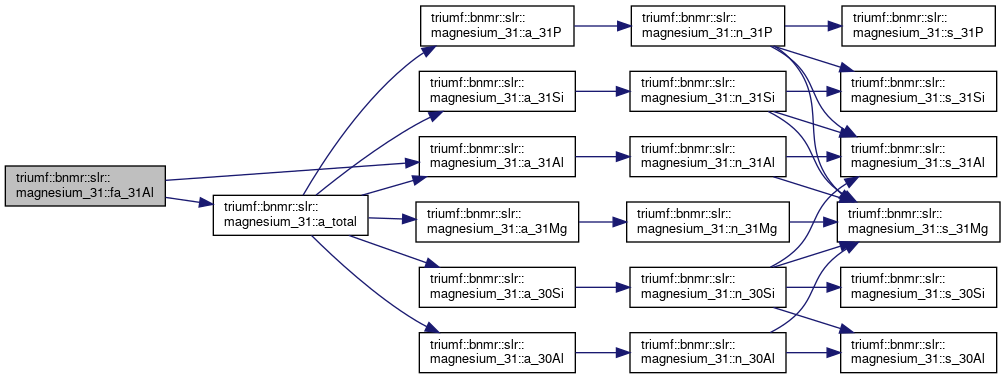 triumf::bnmr::slr::
magnesium_31::fa_31Al
triumf::bnmr::slr::
magnesium_31::a_total
triumf::bnmr::slr::
magnesium_31::a_31P
triumf::bnmr::slr::
magnesium_31::a_31Si
triumf::bnmr::slr::
magnesium_31::a_31Al
triumf::bnmr::slr::
magnesium_31::a_31Mg
triumf::bnmr::slr::
magnesium_31::a_30Si
triumf::bnmr::slr::
magnesium_31::a_30Al
triumf::bnmr::slr::
magnesium_31::n_31P
triumf::bnmr::slr::
magnesium_31::n_31Si
triumf::bnmr::slr::
magnesium_31::n_31Al
triumf::bnmr::slr::
magnesium_31::n_31Mg
triumf::bnmr::slr::
magnesium_31::n_30Si
triumf::bnmr::slr::
magnesium_31::n_30Al
triumf::bnmr::slr::
magnesium_31::s_31P
triumf::bnmr::slr::
magnesium_31::s_31Si
triumf::bnmr::slr::
magnesium_31::s_31Al
triumf::bnmr::slr::
magnesium_31::s_31Mg
triumf::bnmr::slr::
magnesium_31::s_30Si
triumf::bnmr::slr::
magnesium_31::s_30Al